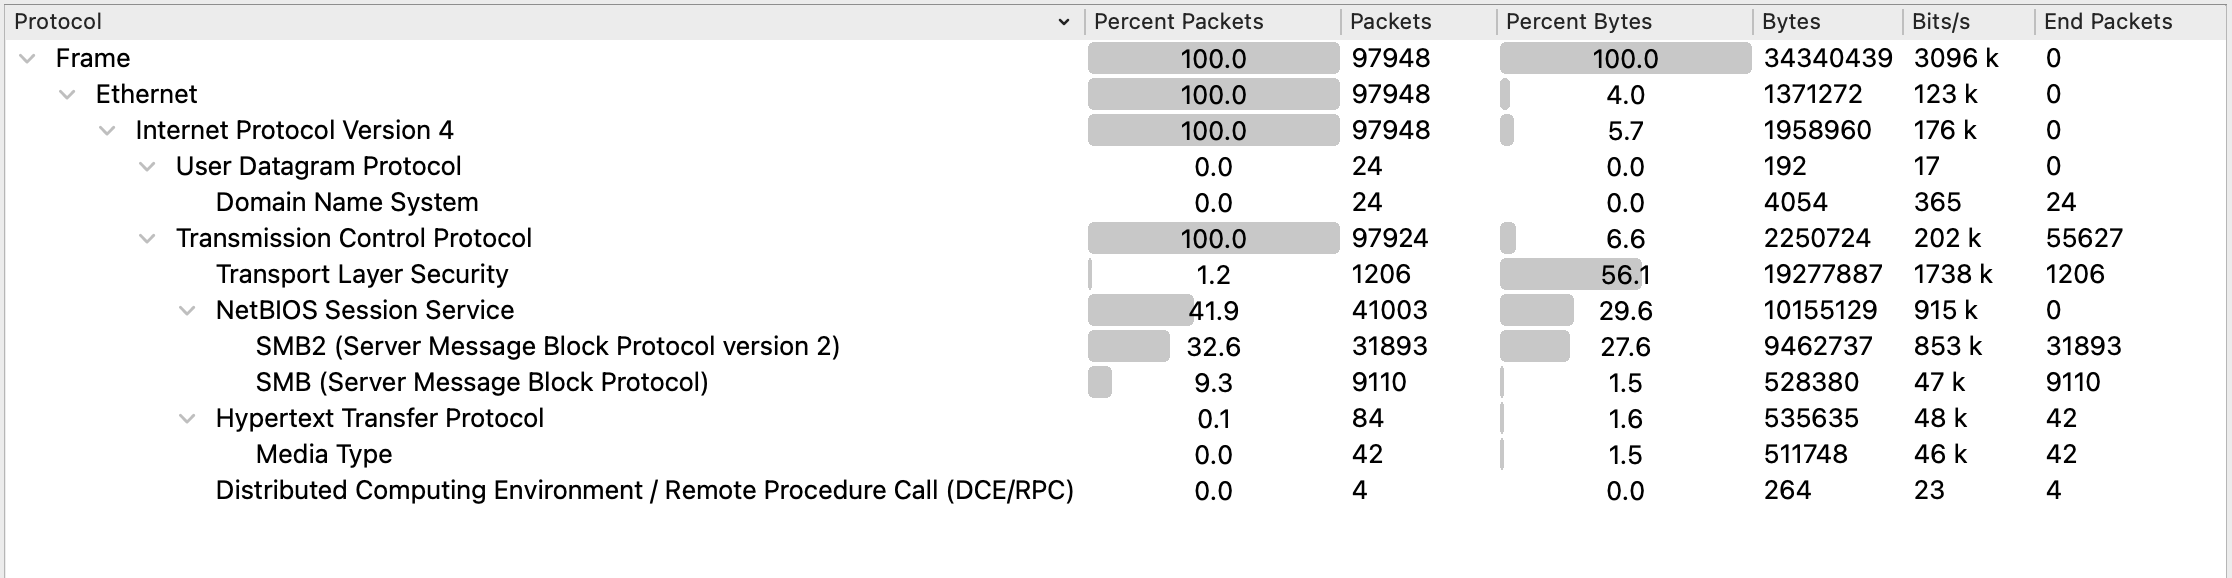 Protocol Percent Packets Packets Percent Bytes Bytes Bits/s End Packets
Frame 100.0 97948 100.0 34340439 3096 k 0
Ethernet 100.0 97948 4.0 1371272 123 k 0
Internet Protocol Version 4 100.0 97948 5.7 1958960 176 k 0
User Datagram Protocol 0.0 24 0.0 192 17 0
Domain Name System 0.0 24 0.0 4054 365 24
Transmission Control Protocol 100.0 97924 6.6 2250724 202 k 55627
Transport Layer Security 1.2 1206 56.1 19277887 1738 k 1206
NetBIOS Session Service 41.9 41003 29.6 10155129 915 k 0
SMB2 (Server Message Block Protocol version 2) 32.6 31893 27.6 9462737 853 k 31893
SMB (Server Message Block Protocol) 9.3 9110 1.5 528380 47 k 9110
Hypertext Transfer Protocol 0.1 84 1.6 535635 48 k 42
Media Type 0.0 42 1.5 511748 46 k 42
Distributed Computing Environment / Remote Procedure Call (DCE/RPC) 0.0 4 0.0 264 23 4